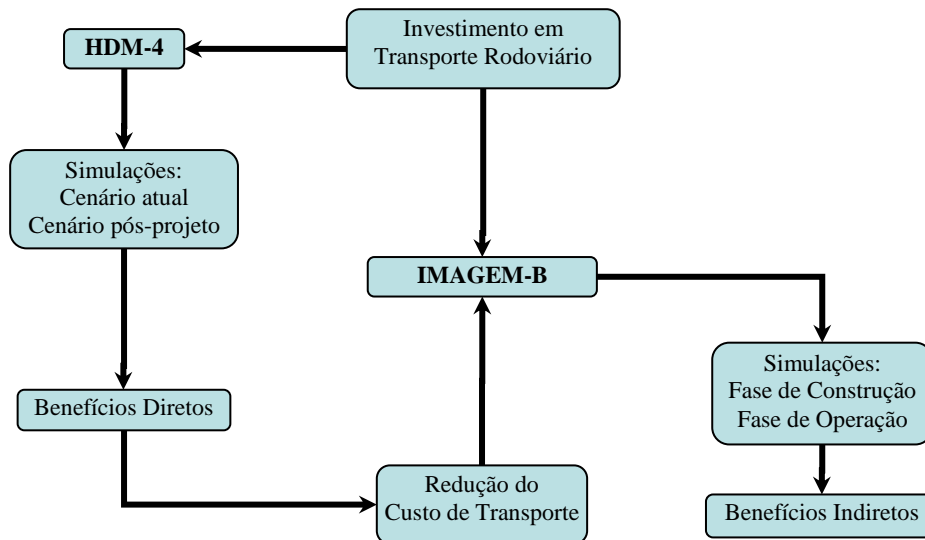 Investimento em
Transporte Rodoviário
HDM-4
Simulações:
Cenário atual
Cenário pós-projeto
IMAGEM-B
Simulações:
Fase de Construção
Fase de Operação
Benefícios Diretos
Redução do
Custo de Transporte
Benefícios Indiretos